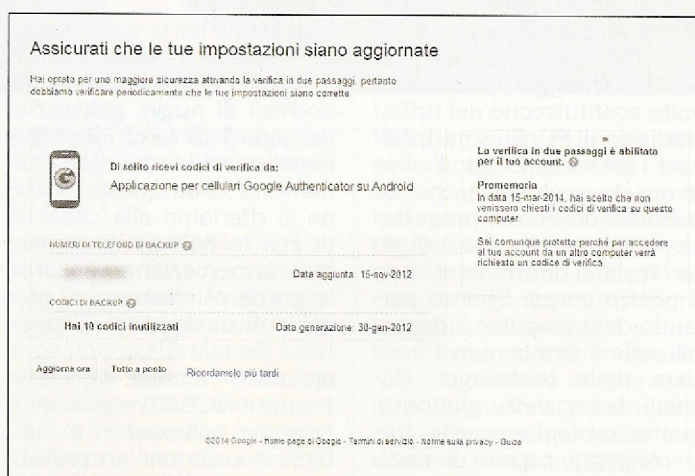 Assicurati che le tue impostazioni siano aggiornate
Hai optato per una maggiore sicurezza attivando la verifica in due passaggi, pertanto
dobbiamo verificare periodicamente che le tue impostazioni siano corrette
Di solito ricevi codici di verifica da:
Applicazione per cellulari Google Authenticator su Android
NUMERI DI TELEFONO DI BACKUP
Data aggiunta: 15-nov-2012
CODICI DI BACKUP
Hai 10 codici inutilizzati
Data generazione: 30-gen-2012
Aggiorna ora Tutto a posto Ricordamelo più tardi
La verifica in due passaggi è abilitata
per il tuo account.
Promemoria
In data 15-mar-2014, hai scelto che non
venissero chiesti i codici di verifica su questo
computer.
Sei comunque protetto perché per accedere
al tuo account da un altro computer verrà
richiesto un codice di verifica.
©2014 Google - Home page di Google - Termini di servizio - Norme sulla privacy - Guida